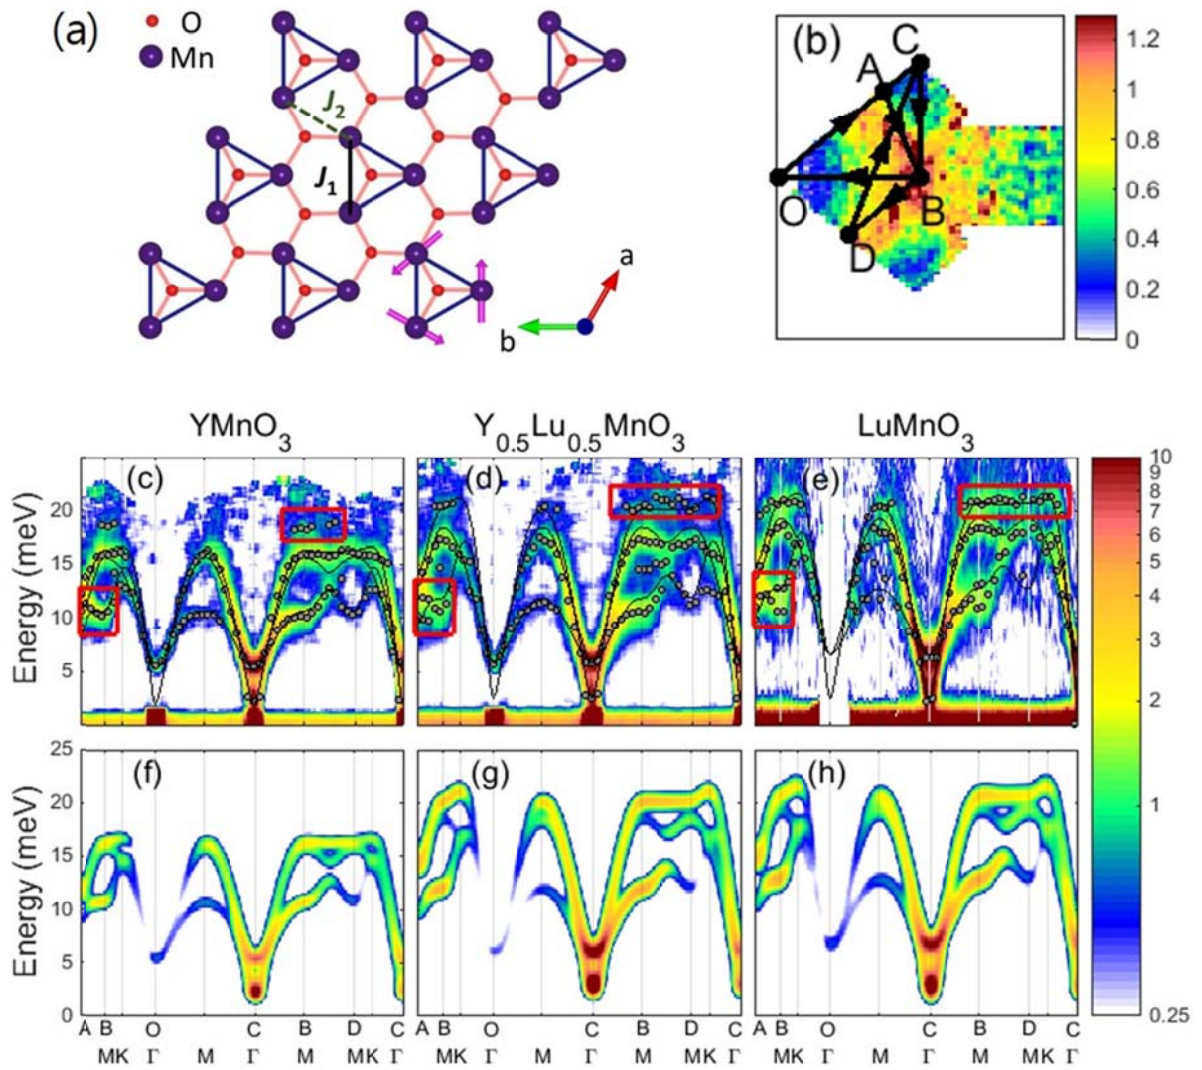 (a)
O
Mn
J2
J1
a
b
(b)
C
A
O
B
D
1.2
1
0.8
0.6
0.4
0.2
0
YMnO3
Y0.5Lu0.5MnO3
LuMnO3
(c)
(d)
(e)
Energy (meV)
20
15
10
5
10
9
8
7
6
5
4
3
2
1
0.25
(f)
(g)
(h)
Energy (meV)
25
20
15
10
5
0
A B O C B D C
M K Γ M Γ M M K Γ
A B O C B D C
M K Γ M Γ M M K Γ
A B O C B D C
M K Γ M Γ M M K Γ